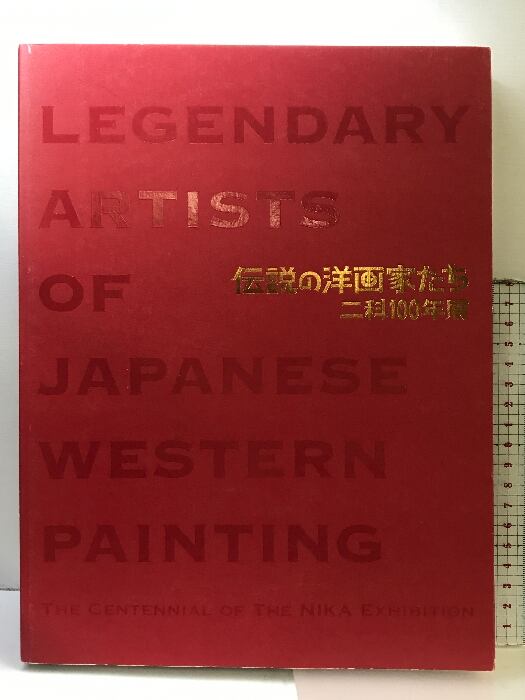 LEGENDARY
ARTISTS
OF
伝説の洋画家たち
二科100年展
JAPANESE
WESTERN
PAINTING
THE CENTENNIAL OF THE NIKA EXHIBITION